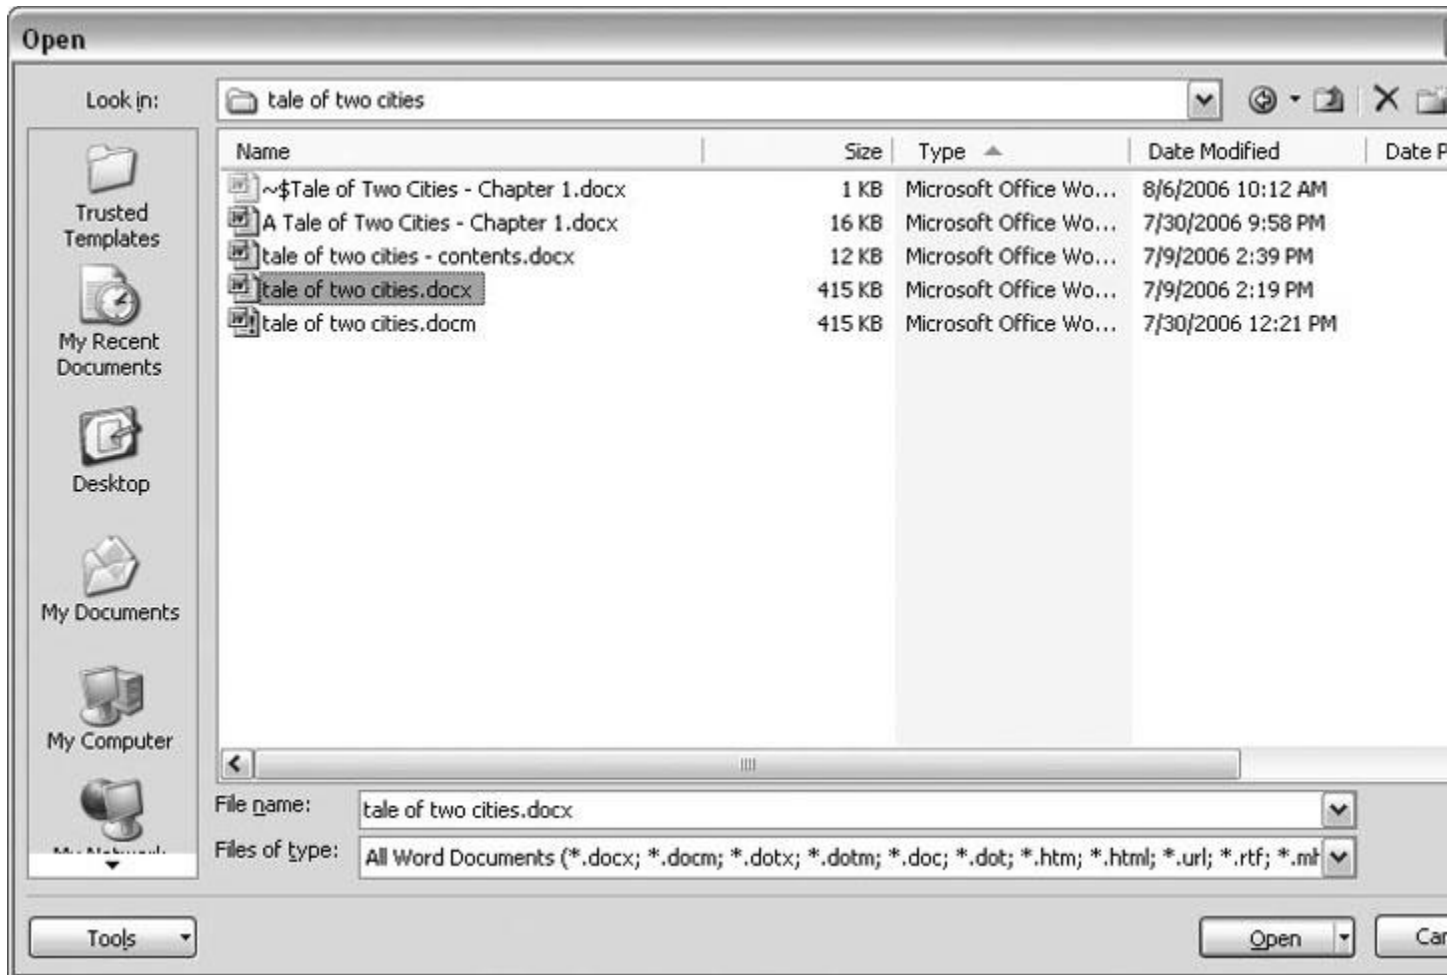 Open
Look in: tale of two cities
Name Size Type Date Modified Date P
~$Tale of Two Cities - Chapter 1.docx 1 KB Microsoft Office Wo... 8/6/2006 10:12 AM
A Tale of Two Cities - Chapter 1.docx 16 KB Microsoft Office Wo... 7/30/2006 9:58 PM
tale of two cities - contents.docx 12 KB Microsoft Office Wo... 7/9/2006 2:39 PM
tale of two cities.docx 415 KB Microsoft Office Wo... 7/9/2006 2:19 PM
tale of two cities.docm 415 KB Microsoft Office Wo... 7/30/2006 12:21 PM
Trusted
Templates
My Recent
Documents
Desktop
My Documents
My Computer
File name: tale of two cities.docx
Files of type: All Word Documents (*.docx; *.docm; *.dotx; *.dotm; *.doc; *.dot; *.htm; *.html; *.url; *.rtf; *.mh
Tools Open Car